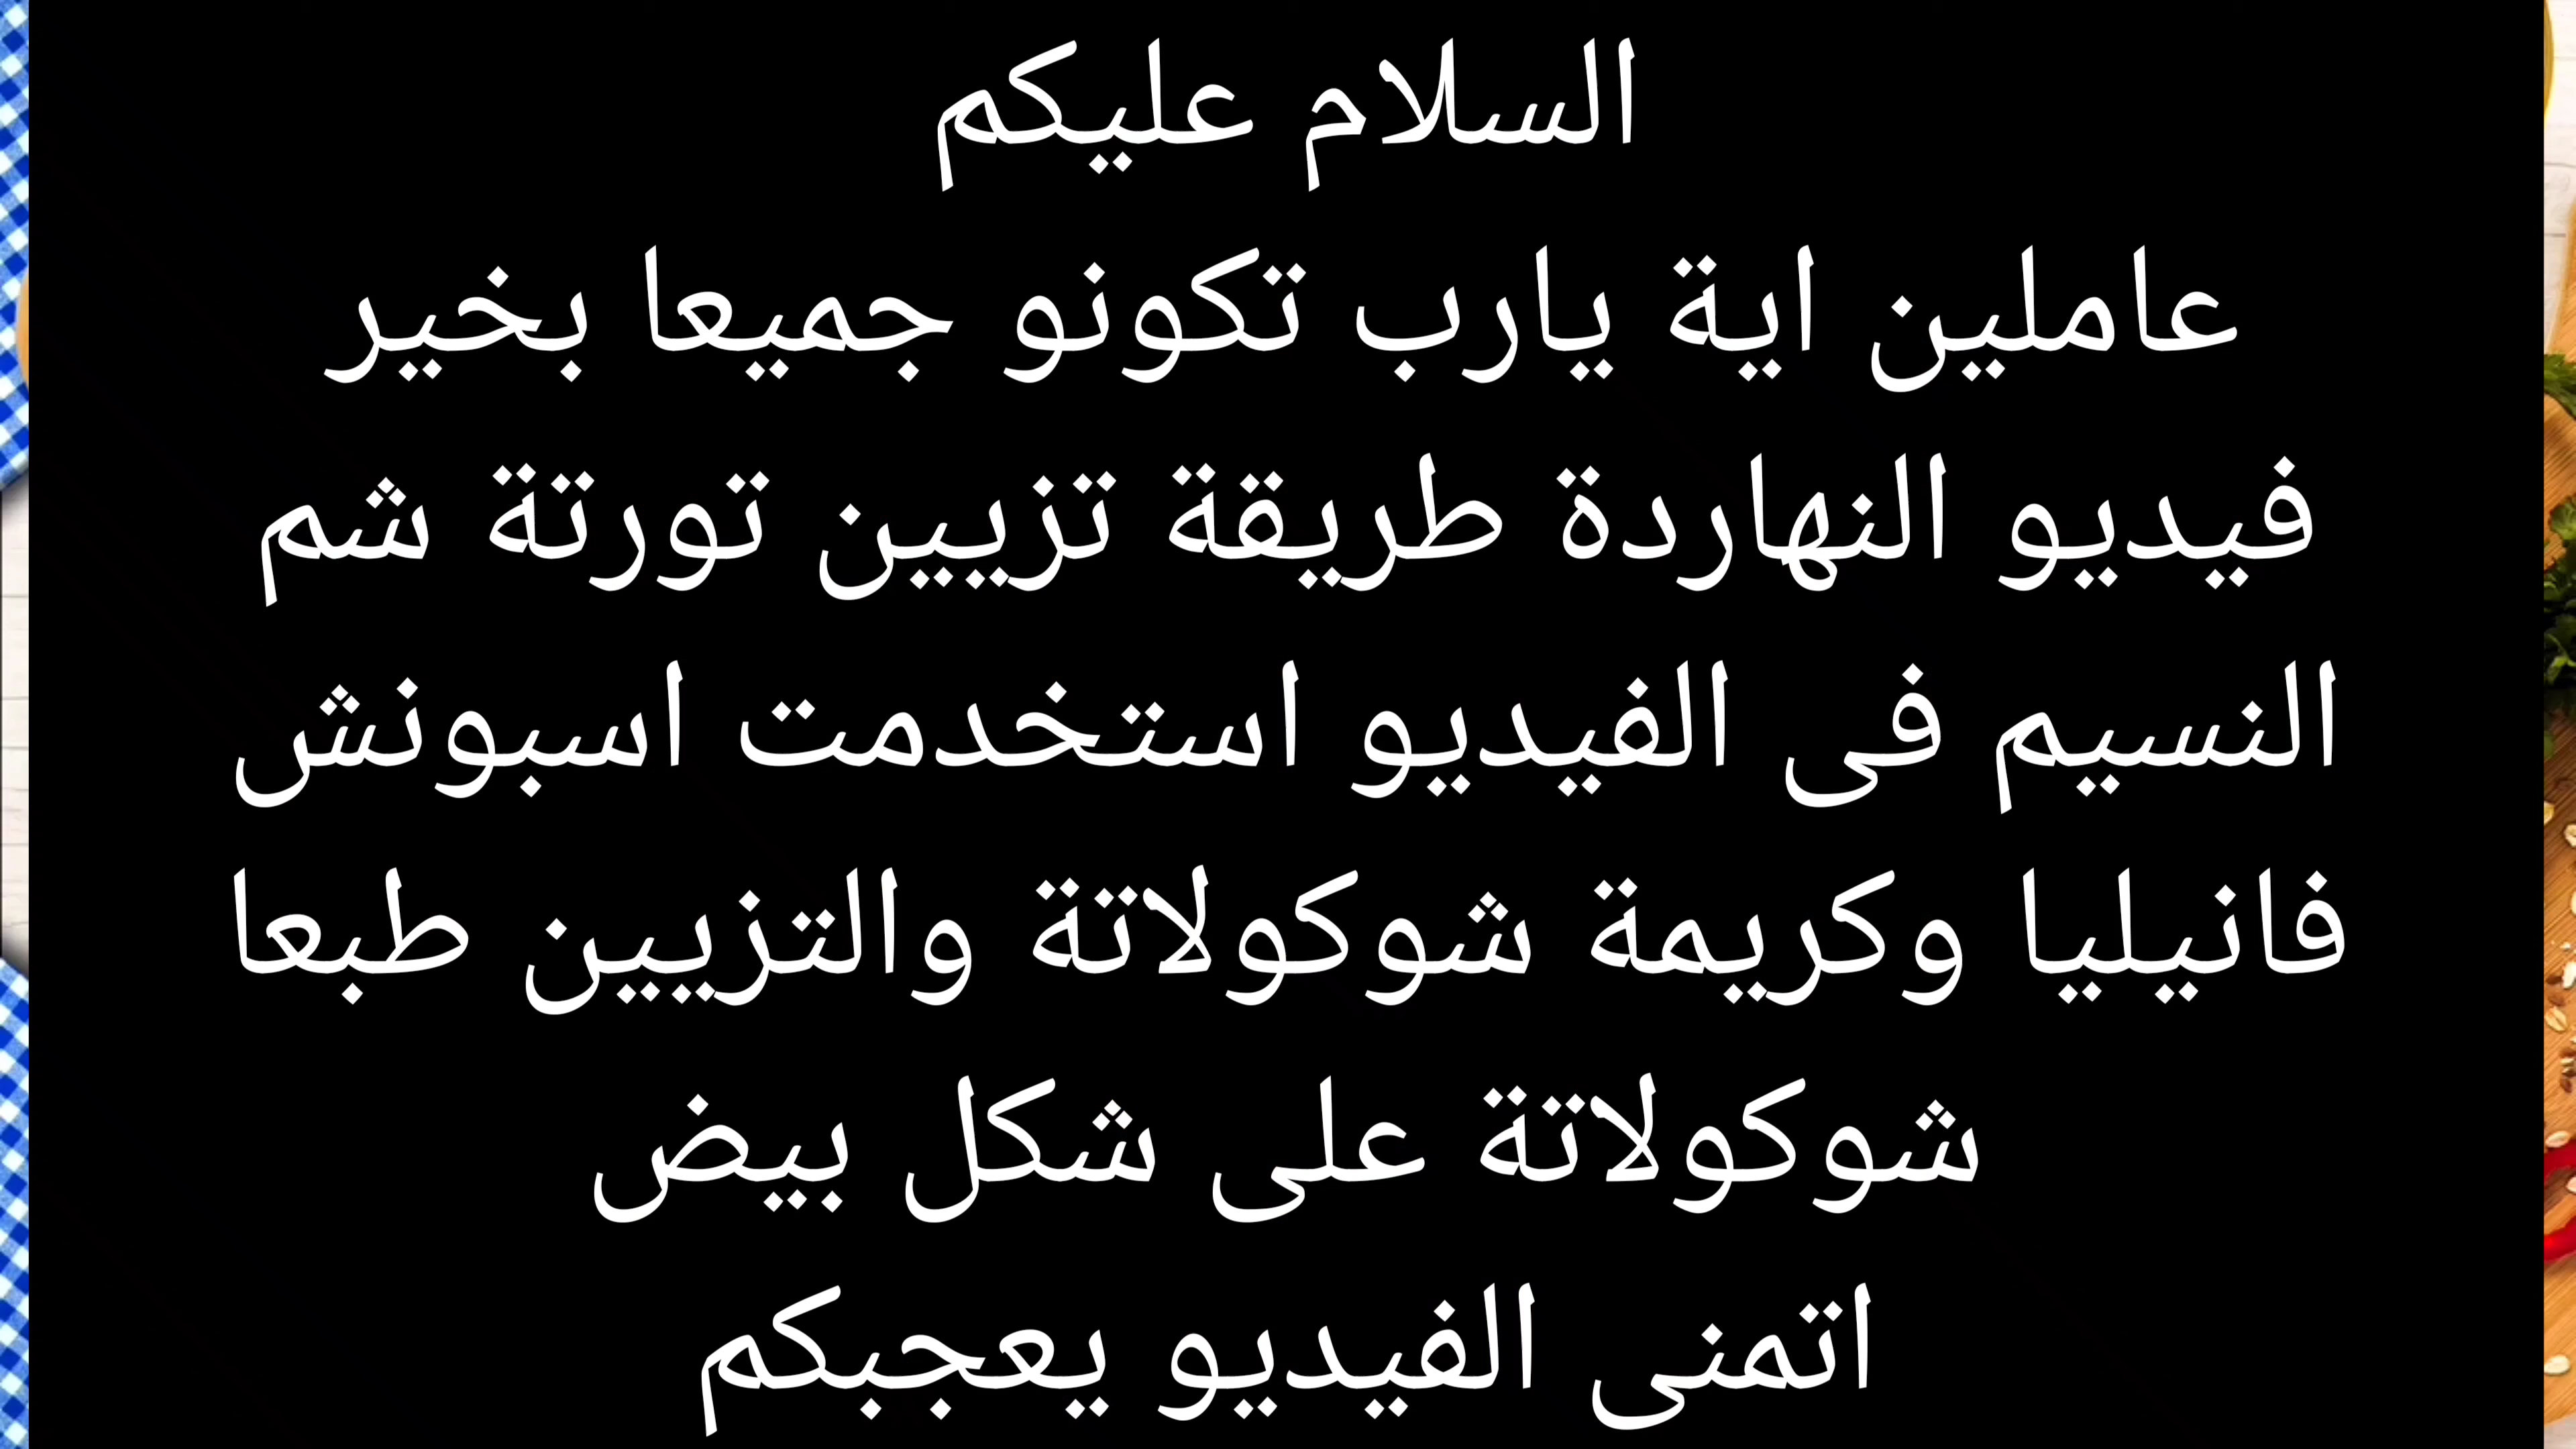 السلام عليكم
عاملين اية يارب تكونو جميعا بخير
فيديو النهاردة طريقة تزيين تورتة شم
النسيم فى الفيديو استخدمت اسبونش
فانيليا وكريمة شوكولاتة والتزيين طبعا
شوكولاتة على شكل بيض
اتمنى الفيديو يعجبكم